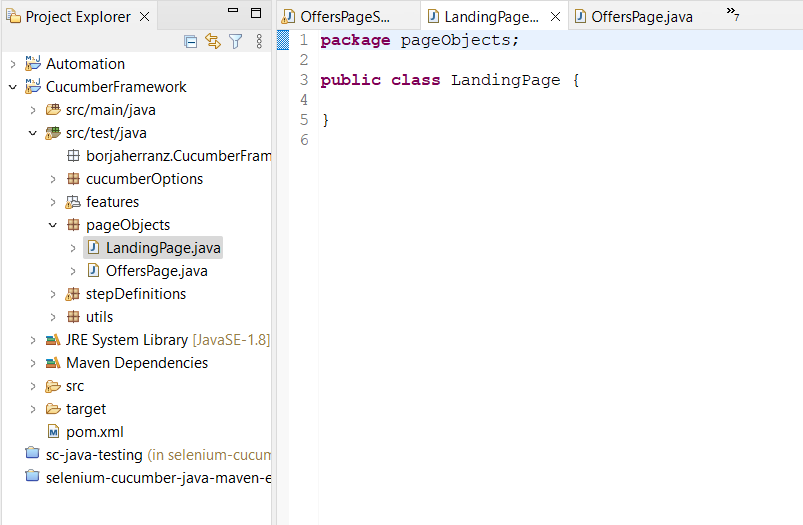 Project Explorer
OffersPageS...
LandingPage...
OffersPage.java
7
Automation
CucumberFramework
src/main/java
src/test/java
borjaherranz.CucumberFram
cucumberOptions
features
pageObjects
LandingPage.java
OffersPage.java
stepDefinitions
utils
JRE System Library [JavaSE-1.8]
Maven Dependencies
src
target
pom.xml
sc-java-testing (in selenium-cucum
selenium-cucumber-java-maven-e
1 package pageObjects;
2
3 public class LandingPage {
4
5 }
6